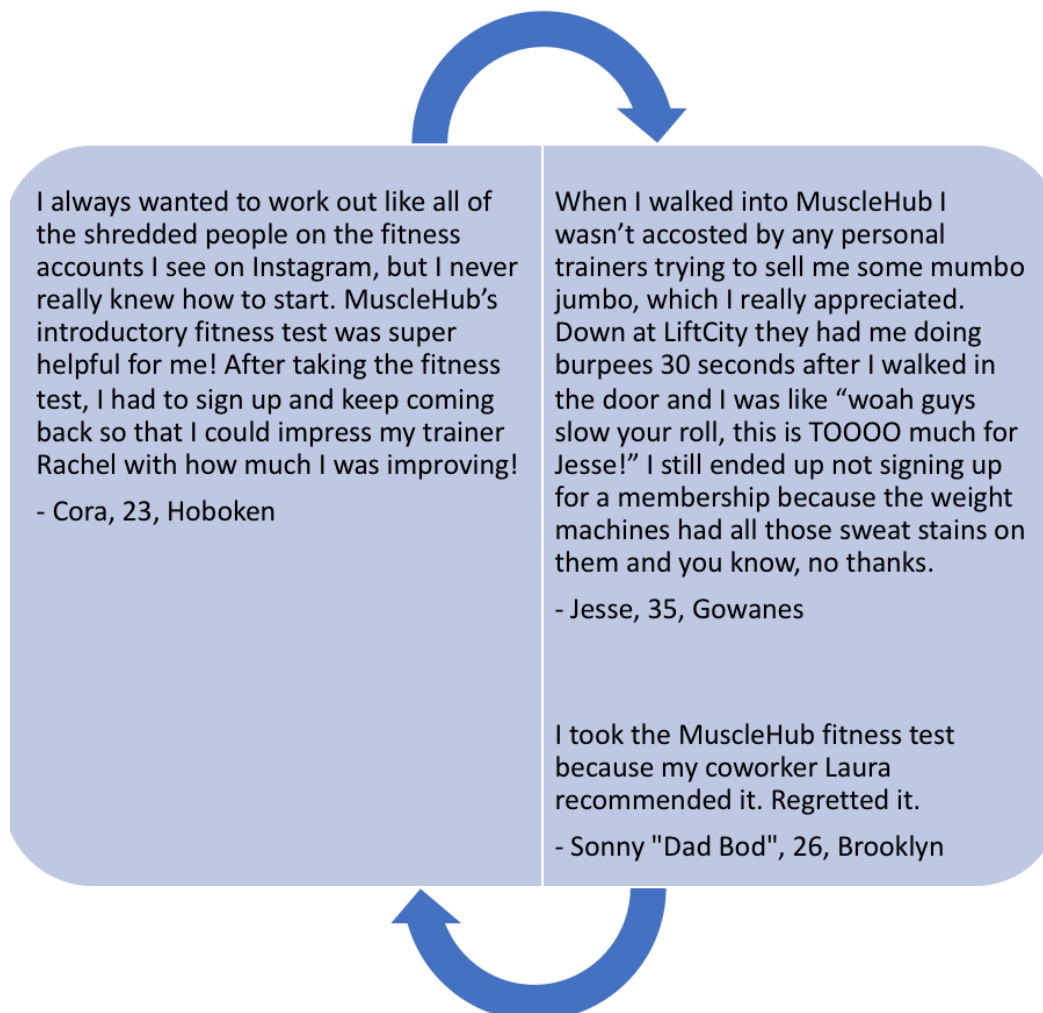 I always wanted to work out like all of
the shredded people on the fitness
accounts I see on Instagram, but I never
really knew how to start. MuscleHub’s
introductory fitness test was super
helpful for me! After taking the fitness
test, I had to sign up and keep coming
back so that I could impress my trainer
Rachel with how much I was improving!
- Cora, 23, Hoboken
When I walked into MuscleHub I
wasn’t accosted by any personal
trainers trying to sell me some mumbo
jumbo, which I really appreciated.
Down at LiftCity they had me doing
burpees 30 seconds after I walked in
the door and I was like “woah guys
slow your roll, this is TOOOO much for
Jesse!” I still ended up not signing up
for a membership because the weight
machines had all those sweat stains on
them and you know, no thanks.
- Jesse, 35, Gowanes
I took the MuscleHub fitness test
because my coworker Laura
recommended it. Regretted it.
- Sonny "Dad Bod", 26, Brooklyn